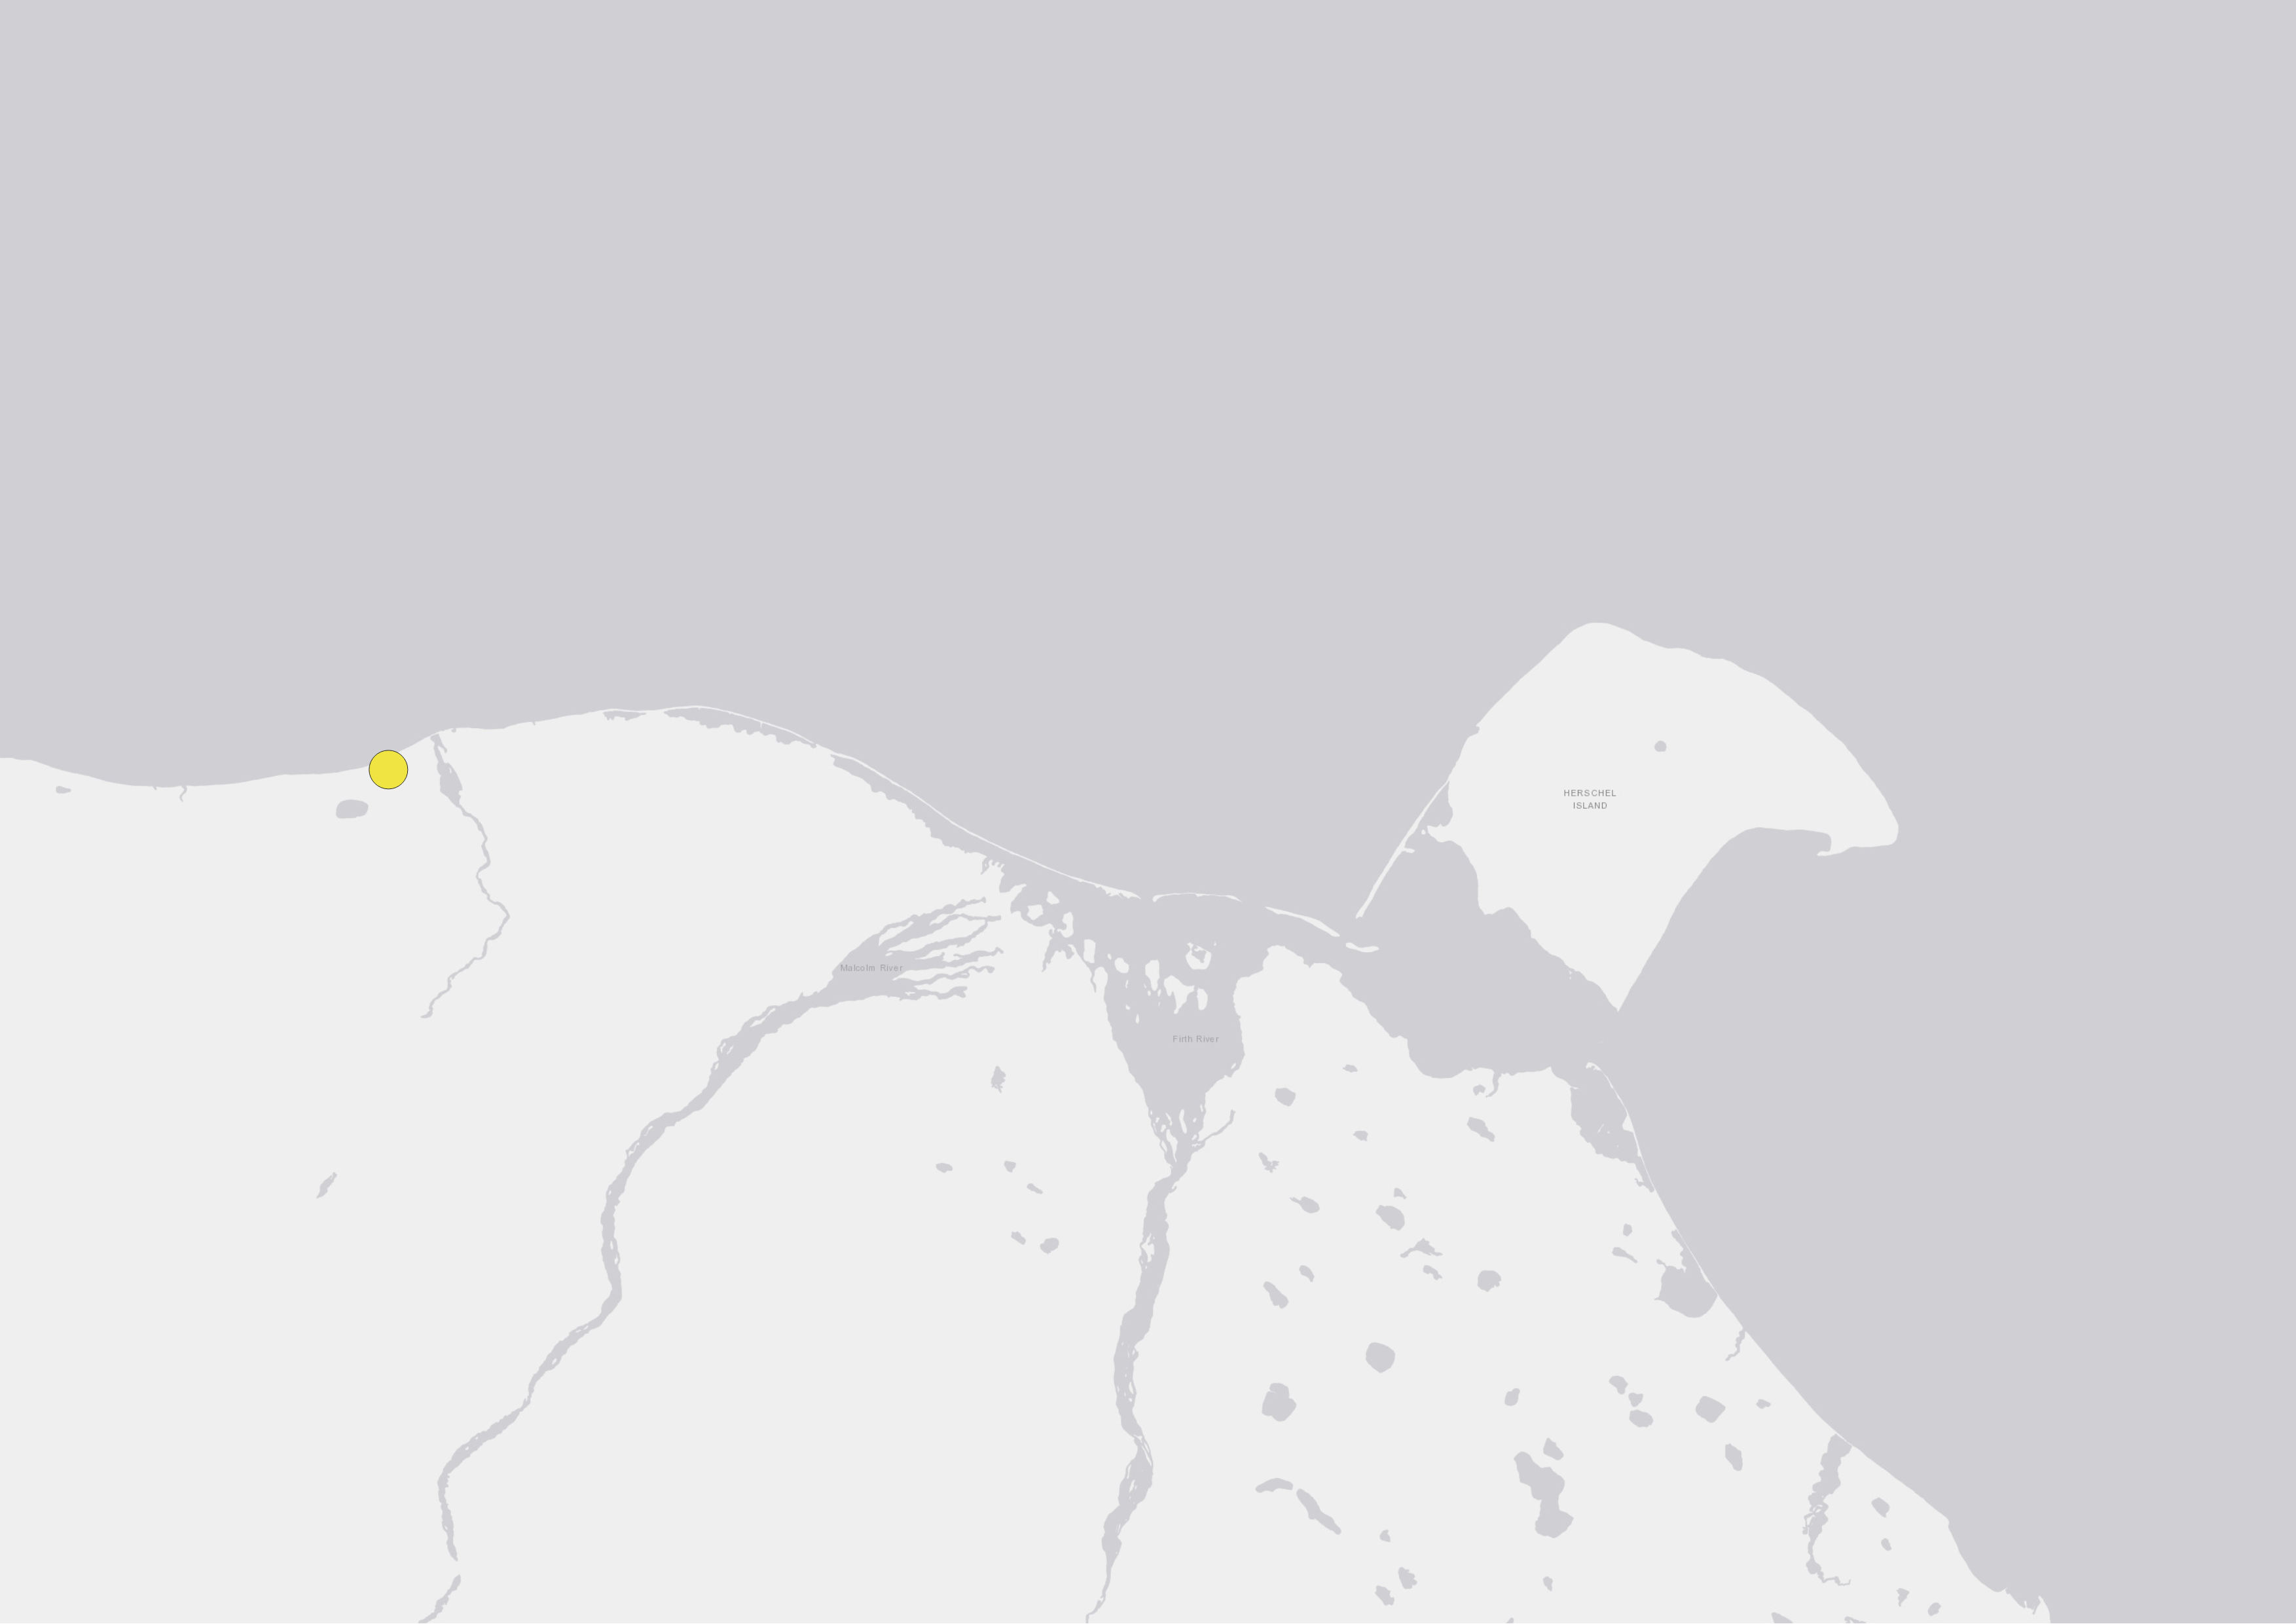 HERSCHEL
ISLAND
Malcolm River
Firth River